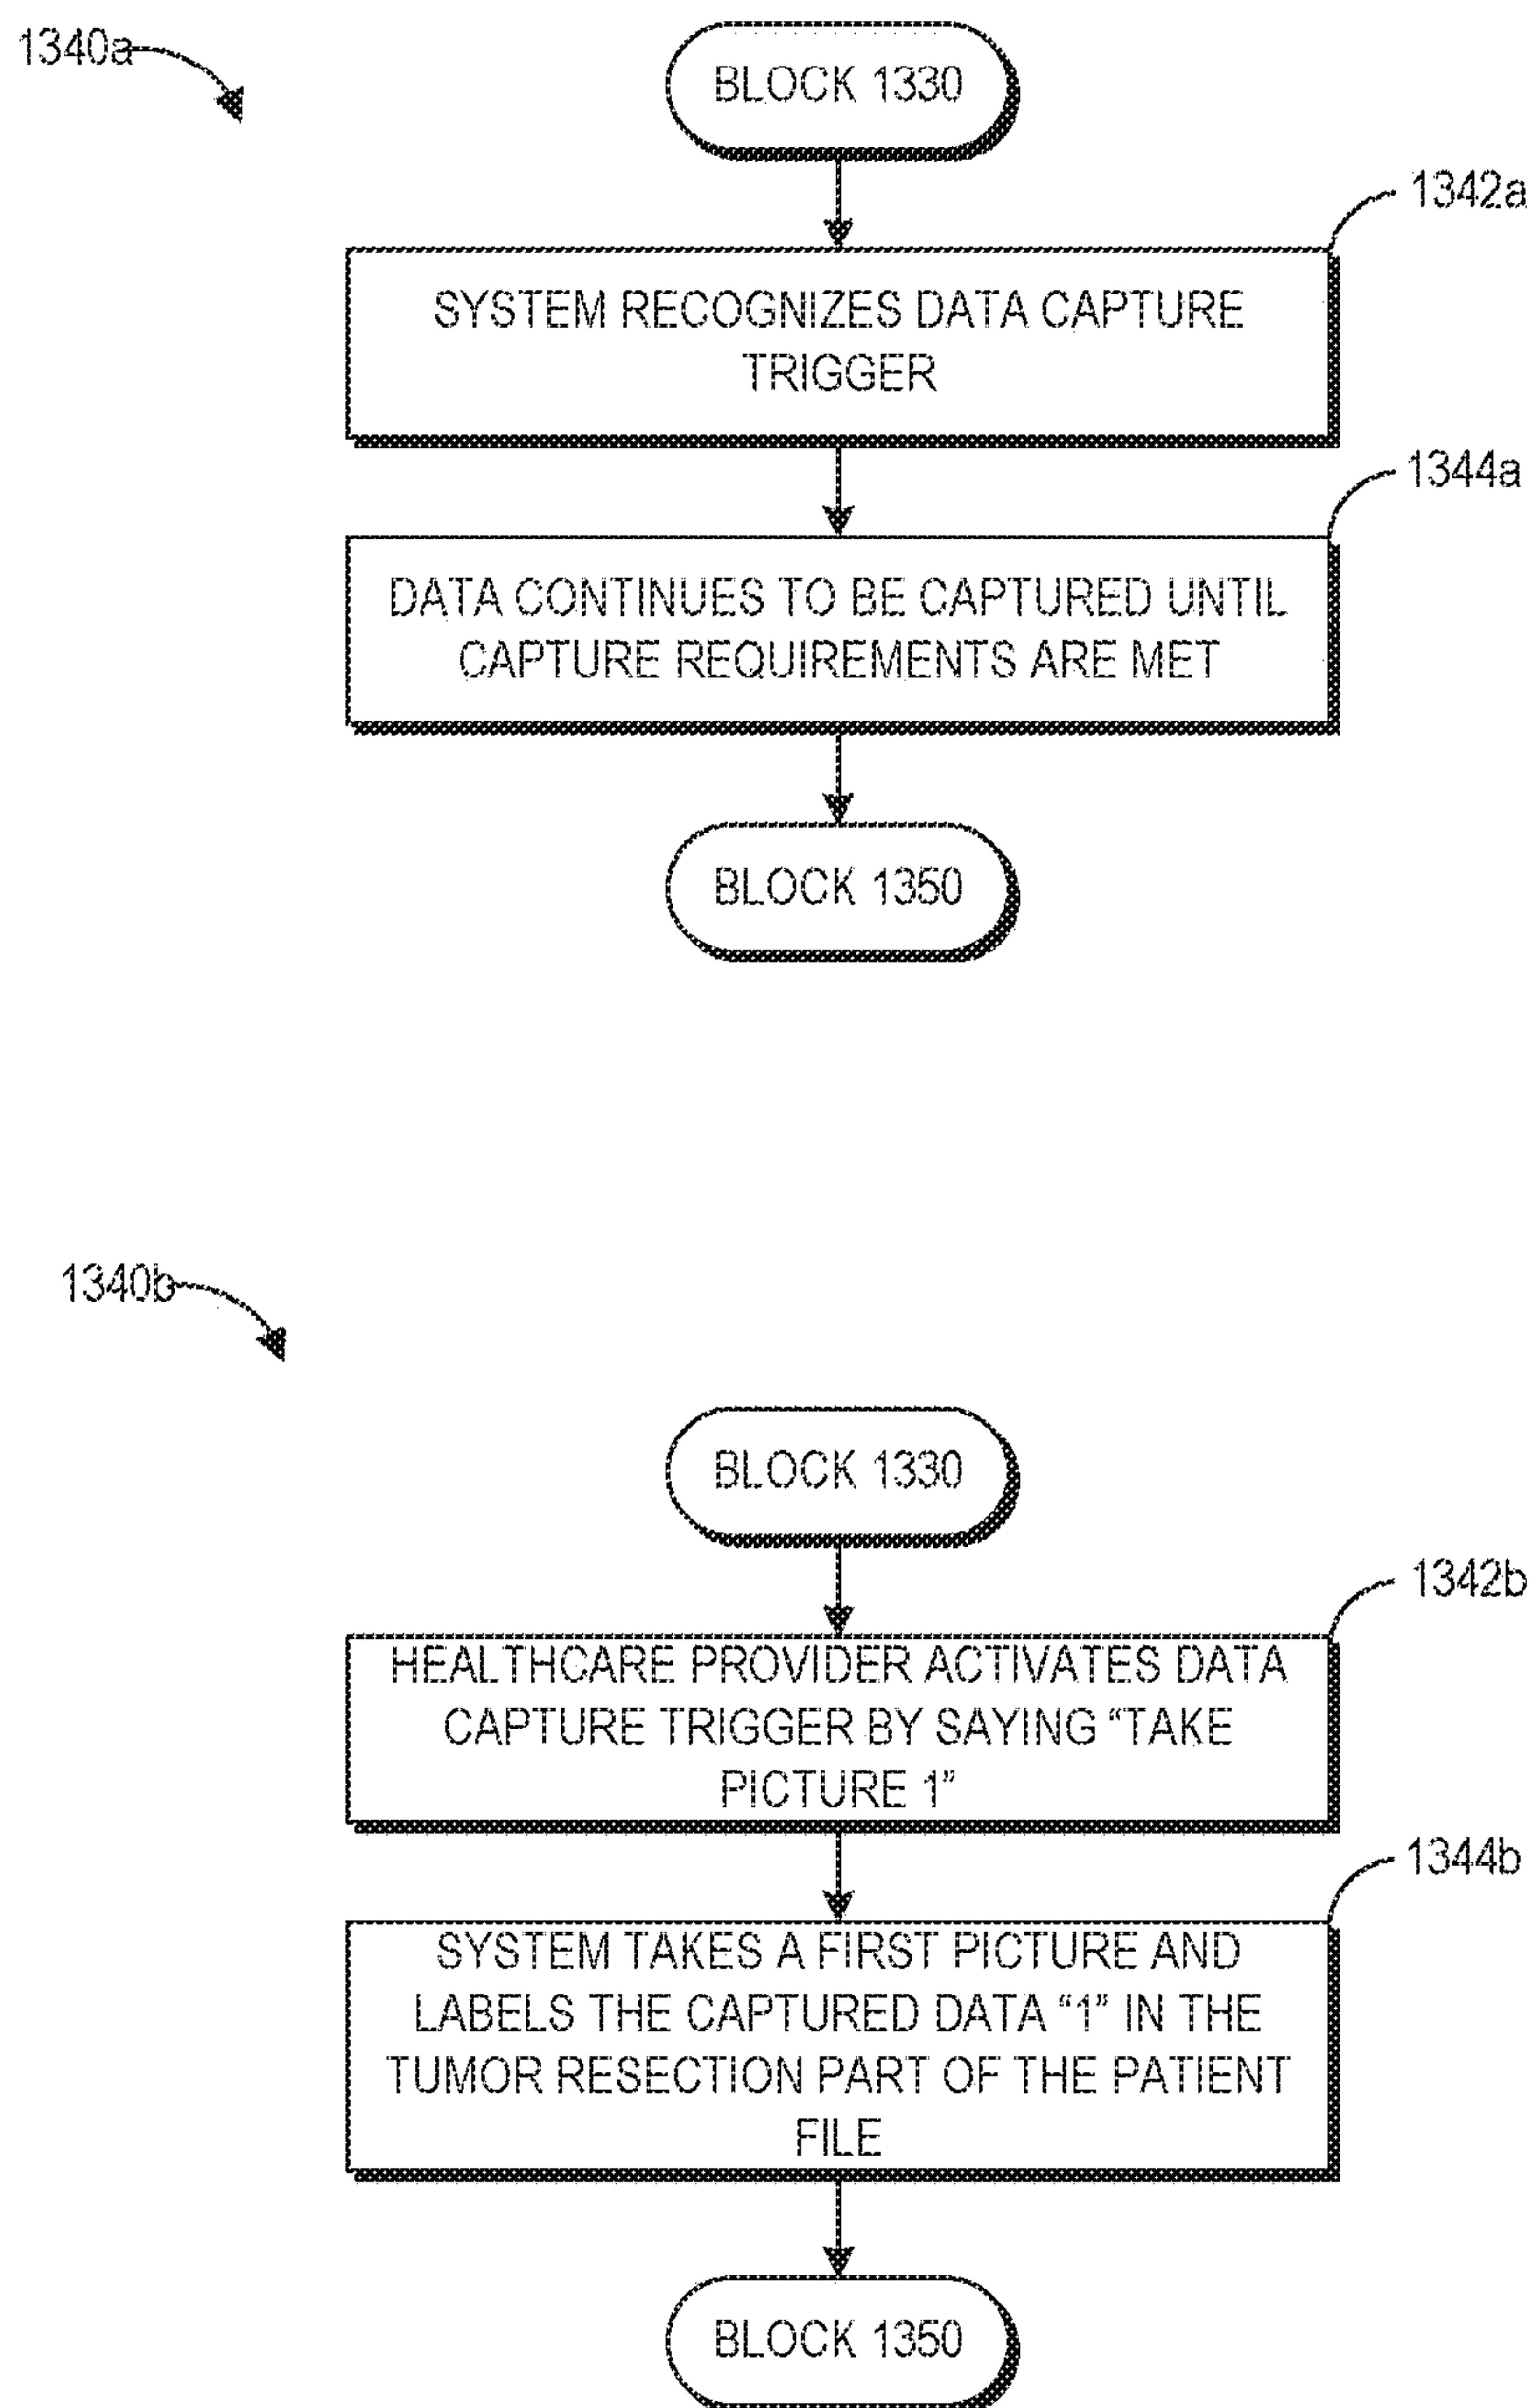 1340a
BLOCK 1330
1342a
SYSTEM RECOGNIZES DATA CAPTURE
TRIGGER
1344a
DATA CONTINUES TO BE CAPTURED UNTIL
CAPTURE REQUIREMENTS ARE MET
BLOCK 1350
1340b
BLOCK 1330
1342b
HEALTHCARE PROVIDER ACTIVATES DATA
CAPTURE TRIGGER BY SAYING “TAKE
PICTURE 1”
1344b
SYSTEM TAKES A FIRST PICTURE AND
LABELS THE CAPTURED DATA “1” IN THE
TUMOR RESECTION PART OF THE PATIENT
FILE
BLOCK 1350